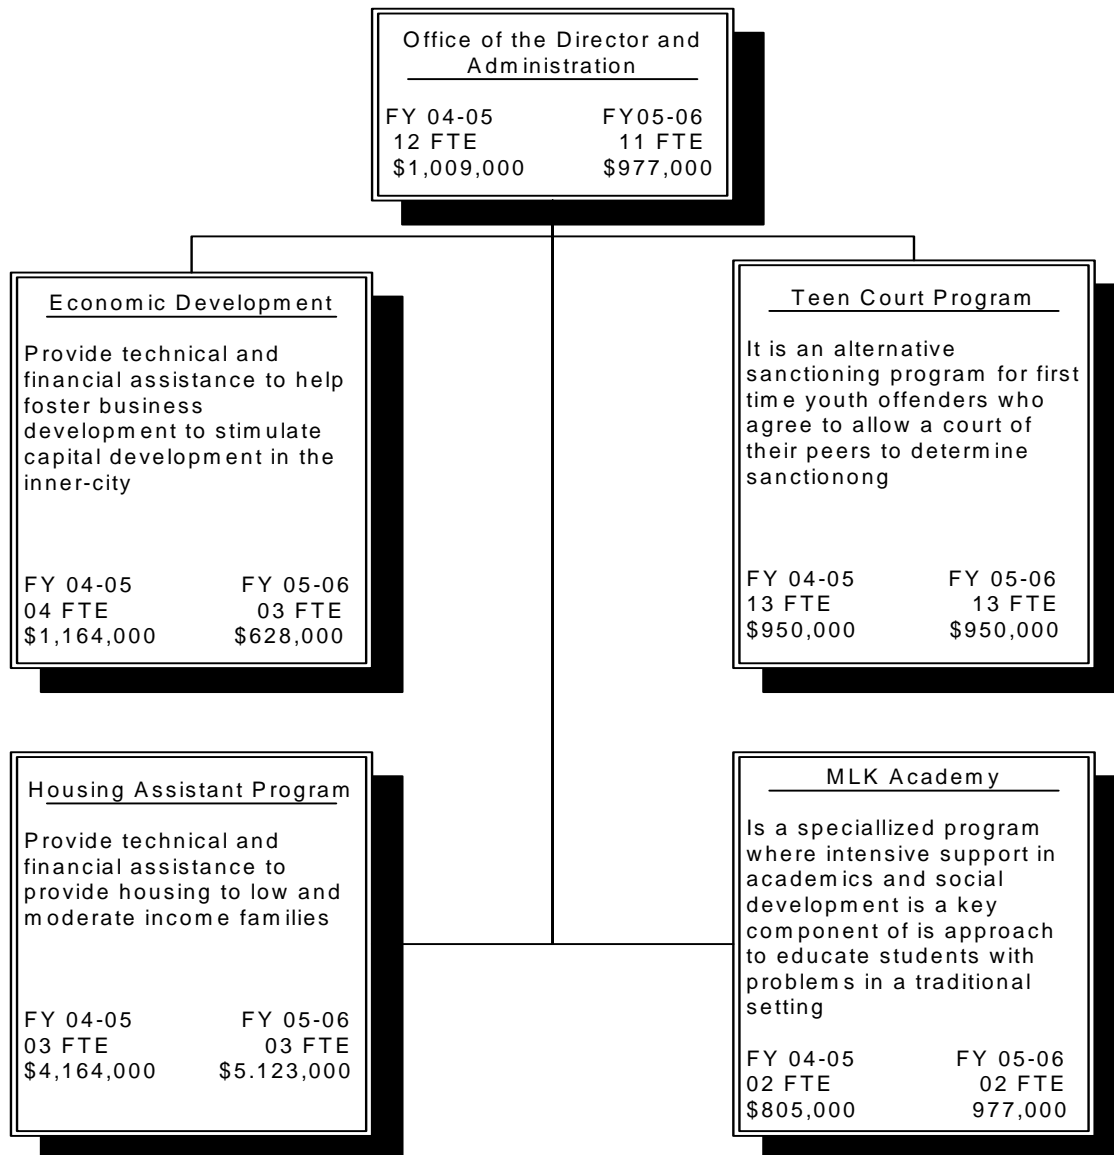 Office of the Director and
Administration
FY 04-05 FY05-06
12 FTE 11 FTE
$1,009,000 $977,000
Economic Development
Provide technical and
financial assistance to help
foster business
development to stimulate
capital development in the
inner-city
FY 04-05 FY 05-06
04 FTE 03 FTE
$1,164,000 $628,000
Teen Court Program
It is an alternative
sanctioning program for first
time youth offenders who
agree to allow a court of
their peers to determine
sanctionong
FY 04-05 FY 05-06
13 FTE 13 FTE
$950,000 $950,000
Housing Assistant Program
Provide technical and
financial assistance to
provide housing to low and
moderate income families
FY 04-05 FY 05-06
03 FTE 03 FTE
$4,164,000 $5.123,000
MLK Academy
Is a speciallized program
where intensive support in
academics and social
development is a key
component of is approach
to educate students with
problems in a traditional
setting
FY 04-05 FY 05-06
02 FTE 02 FTE
$805,000 977,000